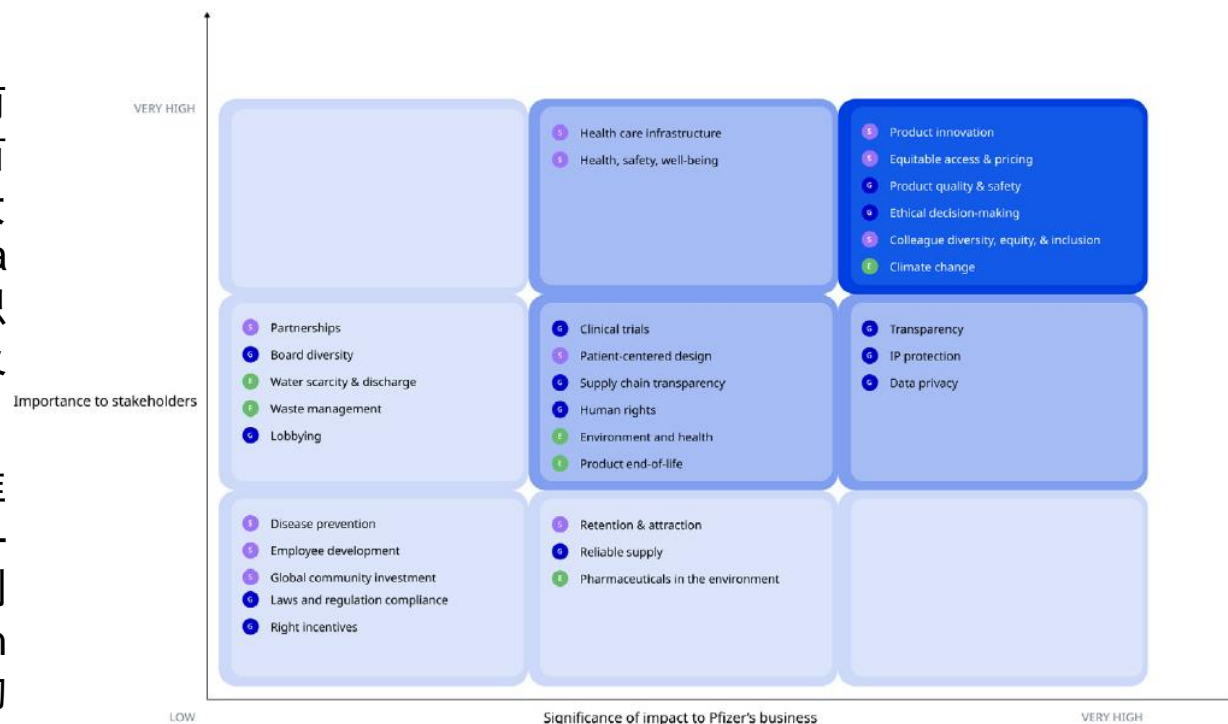 VERY HIGH
S Health care infrastructure
S Health, safety, well-being
S Product innovation
S Equitable access & pricing
G Product quality & safety
G Ethical decision-making
S Colleague diversity, equity, & inclusion
E Climate change
Importance to stakeholders
S Partnerships
G Board diversity
E Water scarcity & discharge
E Waste management
G Lobbying
G Clinical trials
S Patient-centered design
G Supply chain transparency
G Human rights
E Environment and health
E Product end-of-life
G Transparency
G IP protection
G Data privacy
S Disease prevention
S Employee development
S Global community investment
G Laws and regulation compliance
G Right incentives
S Retention & attraction
G Reliable supply
E Pharmaceuticals in the environment
LOW
Significance of impact to Pfizer's business
VERY HIGH